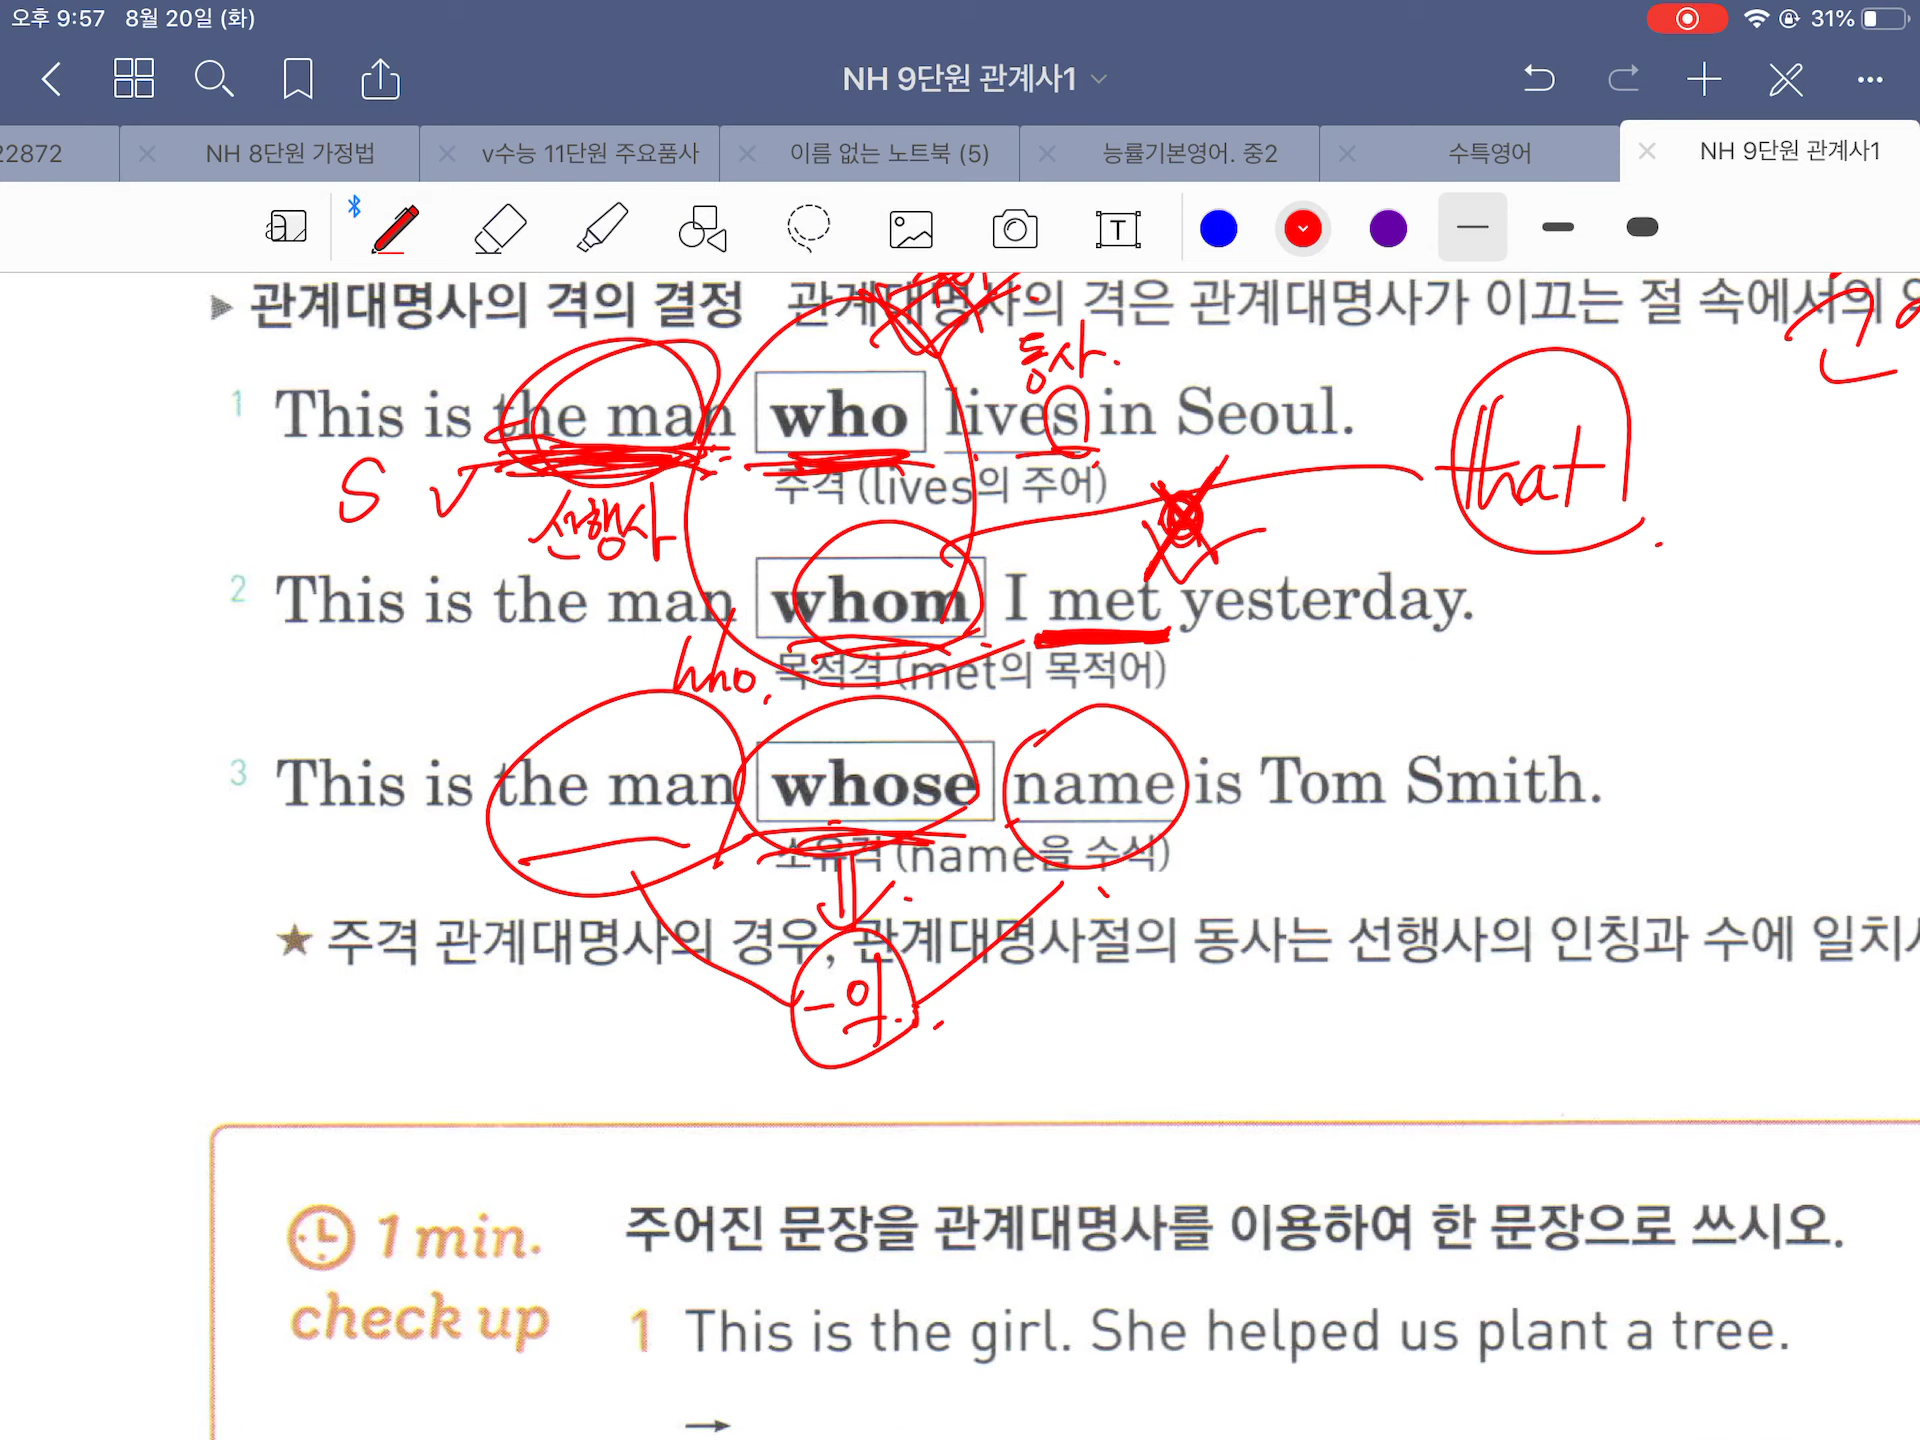 오후 9:57 8월 20일 (화) 31%
NH 9단원 관계사1
22872 NH 8단원 가정법 v수능 11단원 주요품사 이름 없는 노트북 (5) 능률기본영어. 중2 수특영어 NH 9단원 관계사1
T
▶ 관계대명사의 격의 결정 관계대명사의 격은 관계대명사가 이끄는 절 속에서의
동사.
1 This is the man who lives in Seoul.
that
S V 주격 (lives의 주어)
선행사
2 This is the man whom I met yesterday.
who 목적격 (met의 목적어)
3 This is the man whose name is Tom Smith.
소유격 (name을 수식)
★ 주격 관계대명사의 경우, 관계대명사절의 동사는 선행사의 인칭과 수에 일치
-의
1 min. check up
주어진 문장을 관계대명사를 이용하여 한 문장으로 쓰시오.
1 This is the girl. She helped us plant a tree.
→